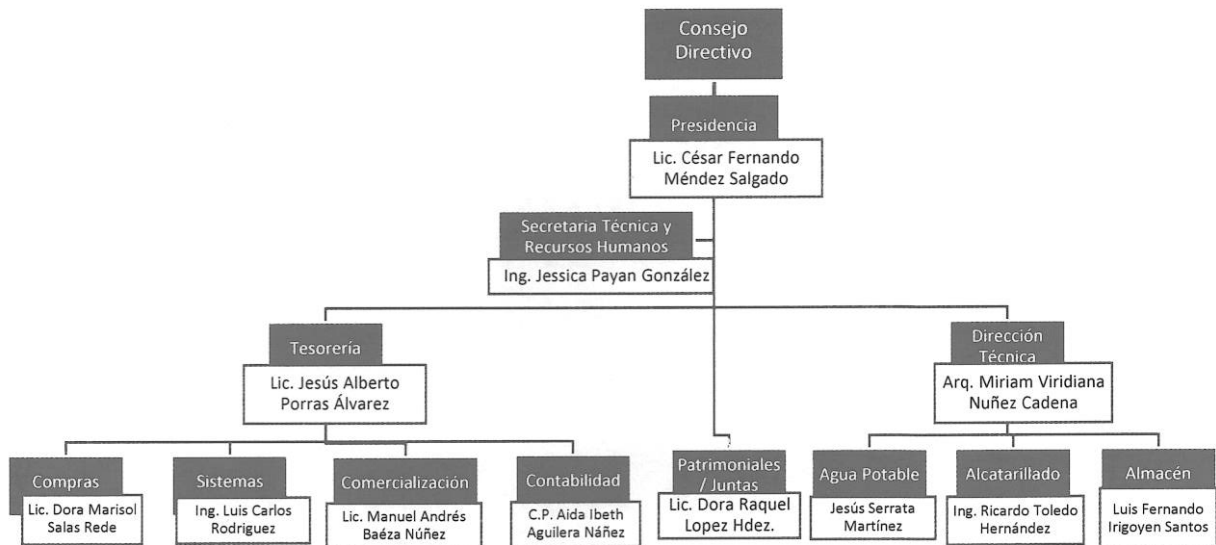 Consejo
Directivo
Presidencia
Lic. César Fernando
Méndez Salgado
Secretaria Técnica y
Recursos Humanos
Ing. Jessica Payan González
Tesorería
Lic. Jesús Alberto
Porras Álvarez
Dirección
Técnica
Arq. Miriam Viridiana
Nuñez Cadena
Compras
Lic. Dora Marisol
Salas Rede
Sistemas
Ing. Luis Carlos
Rodriguez
Comercialización
Lic. Manuel Andrés
Baéza Núñez
Contabilidad
C.P. Aida Ibeth
Aguilera Náñez
Patrimoniales
/ Juntas
Lic. Dora Raquel
Lopez Hdez.
Agua Potable
Jesús Serrata
Martínez
Alcatarillado
Ing. Ricardo Toledo
Hernández
Almacén
Luis Fernando
Irigoyen Santos